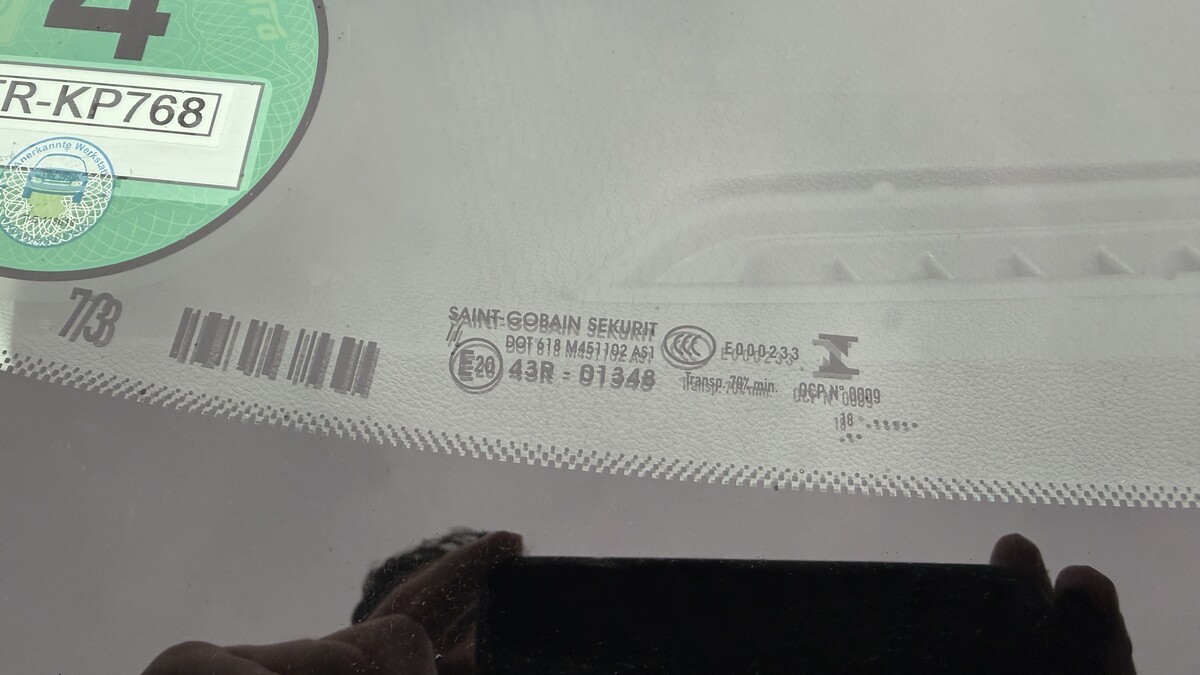 4
R-KP768
Anerkannte Werkstatt
73
SAINT-GOBAIN SEKURIT
DOT 618 M451102 AS1
E000233
E20
43R - 01348
Transp. 70% min.
OCP N° 0009
18